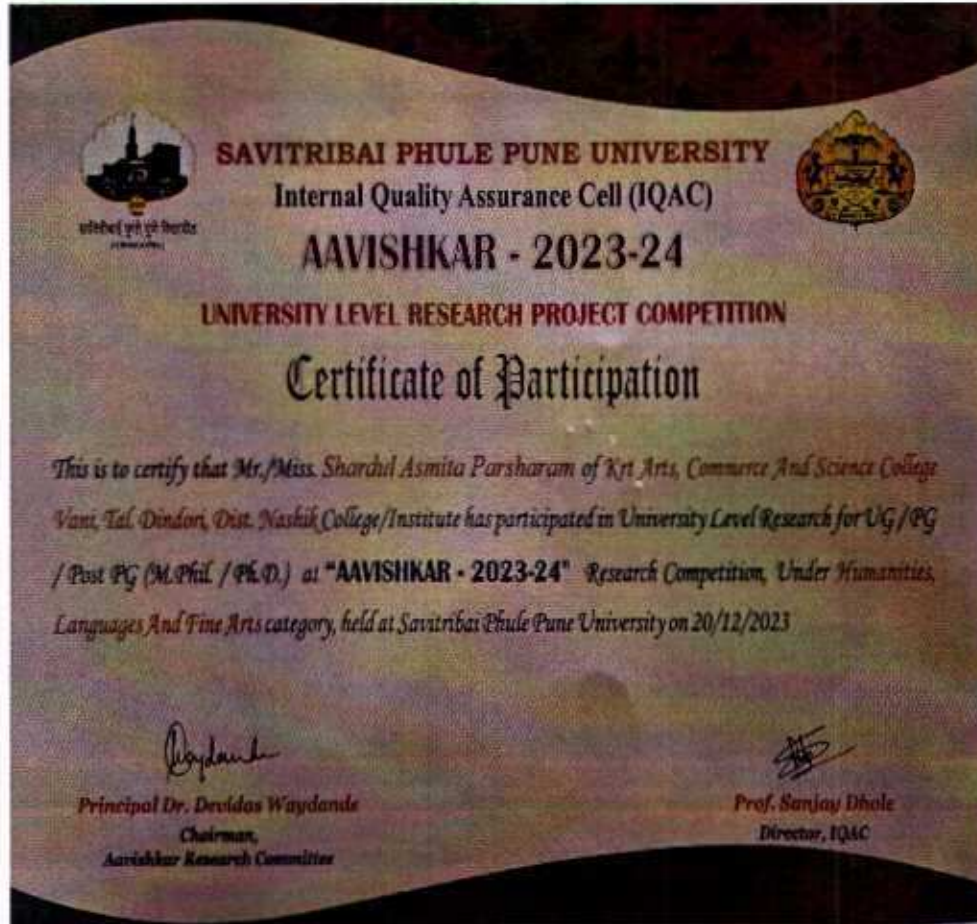 SAVITRIBAI PHULE PUNE UNIVERSITY
Internal Quality Assurance Cell (IQAC)
सावित्रीबाई फुले पुणे विद्यापीठ
AAVISHKAR - 2023-24
UNIVERSITY LEVEL RESEARCH PROJECT COMPETITION
Certificate of Participation
This is to certify that Mr./Miss. Shardul Asmita Parsharam of Krt Arts, Commerce And Science College
Vani, Tal. Dindori, Dist. Nashik College/Institute has participated in University Level Research for UG / PG
/ Post PG (M.Phil. / Ph.D.) at "AAVISHKAR - 2023-24" Research Competition, Under Humanities,
Languages And Fine Arts category, held at Savitribai Phule Pune University on 20/12/2023
Principal Dr. Devidas Waydande
Chairman,
Aavishkar Research Committee
Prof. Sanjay Dhole
Director, IQAC